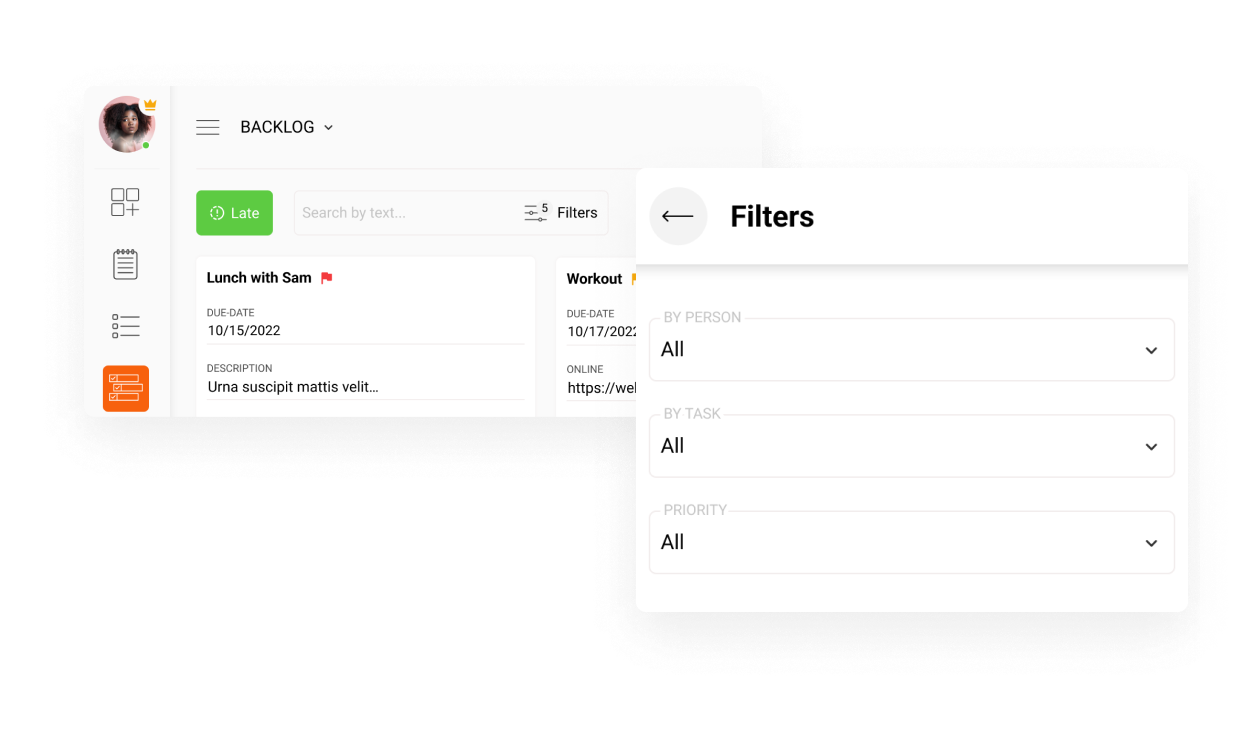 BACKLOG
Late
Search by text...
5
Filters
Lunch with Sam
DUE-DATE
10/15/2022
DESCRIPTION
Urna suscipit mattis velit...
Workout
DUE-DATE
10/17/2022
ONLINE
https://wel
Filters
BY PERSON
All
BY TASK
All
PRIORITY
All